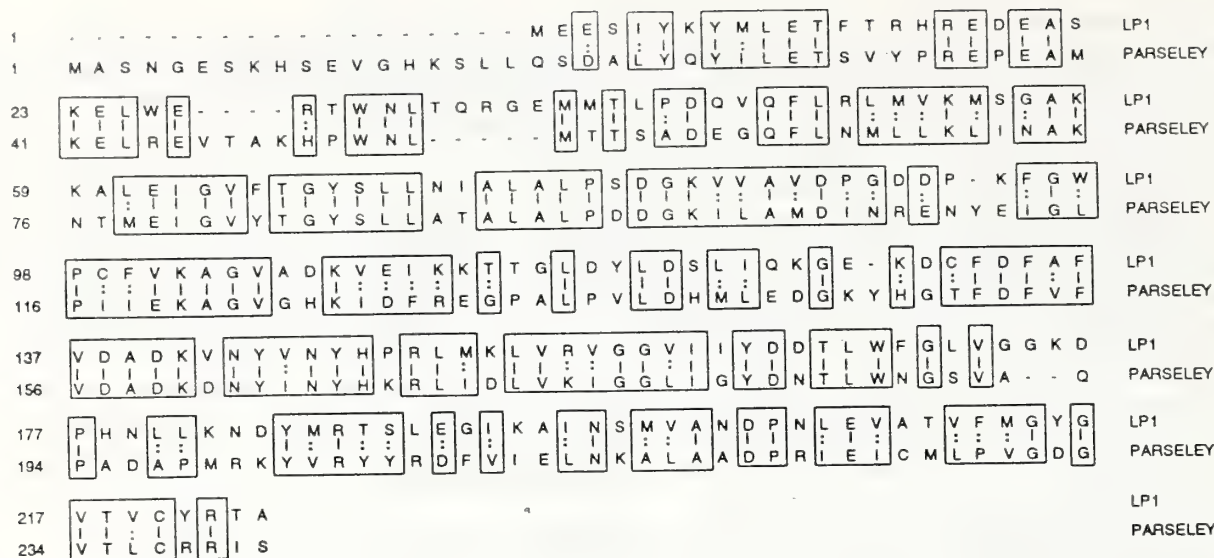 1 - - - - - - - - - - - - - - - - - - M E E S I Y K Y M L E T F T R H R E D E A S LP1
1 M A S N G E S K H S E V G H K S L L Q S D A L Y Q Y I L E T S V Y P R E P E A M PARSELEY
23 K E L W E - - - - R T W N L T Q R G E M M T L P D Q V Q F L R L M V K M S G A K LP1
41 K E L R E V T A K H P W N L - - - - - M T T S A D E G Q F L N M L L K L I N A K PARSELEY
59 K A L E I G V F T G Y S L L N I A L A L P S D G K V V A V D P G D D P - K F G W LP1
76 N T M E I G V Y T G Y S L L A T A L A L P D D G K I L A M D I N R E N Y E I G L PARSELEY
98 P C F V K A G V A D K V E I K K T T G L D Y L D S L I Q K G E - K D C F D F A F LP1
116 P I I E K A G V G H K I D F R E G P A L P V L D H M L E D G K Y H G T F D F V F PARSELEY
137 V D A D K V N Y V N Y H P R L M K L V R V G G V I I Y D D T L W F G L V G G K D LP1
156 V D A D K D N Y I N Y H K R L I D L V K I G G L I G Y D N T L W N G S V A - - Q PARSELEY
177 P H N L L K N D Y M R T S L E G I K A I N S M V A N D P N L E V A T V F M G Y G LP1
194 P A D A P M R K Y V R Y Y R D F V I E L N K A L A A D P R I E I C M L P V G D G PARSELEY
217 V T V C Y R T A LP1
234 V T L C R R I S PARSELEY